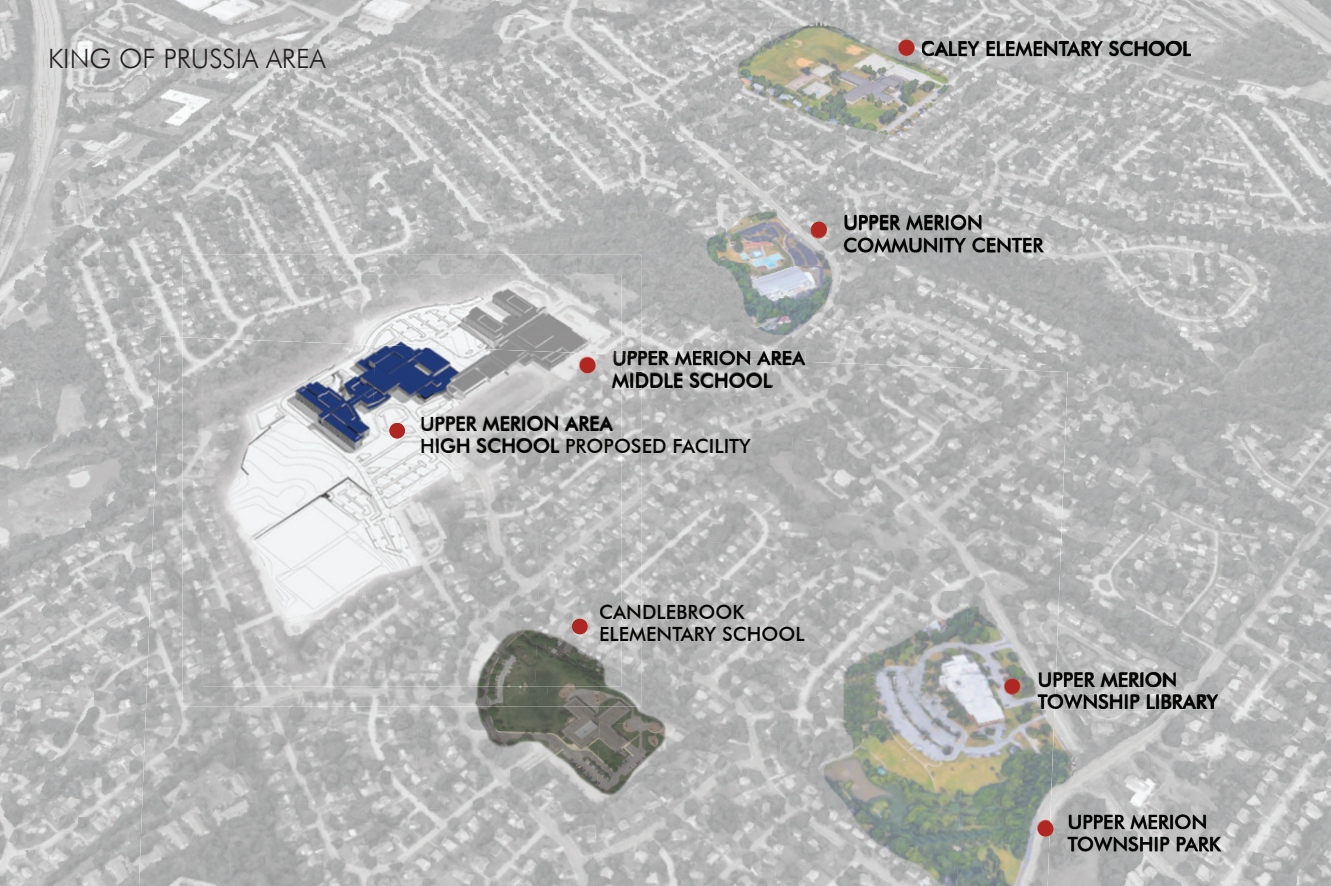 KING OF PRUSSIA AREA
CALEY ELEMENTARY SCHOOL
UPPER MERION
COMMUNITY CENTER
UPPER MERION AREA
MIDDLE SCHOOL
UPPER MERION AREA
HIGH SCHOOL PROPOSED FACILITY
CANDLEBROOK
ELEMENTARY SCHOOL
UPPER MERION
TOWNSHIP LIBRARY
UPPER MERION
TOWNSHIP PARK